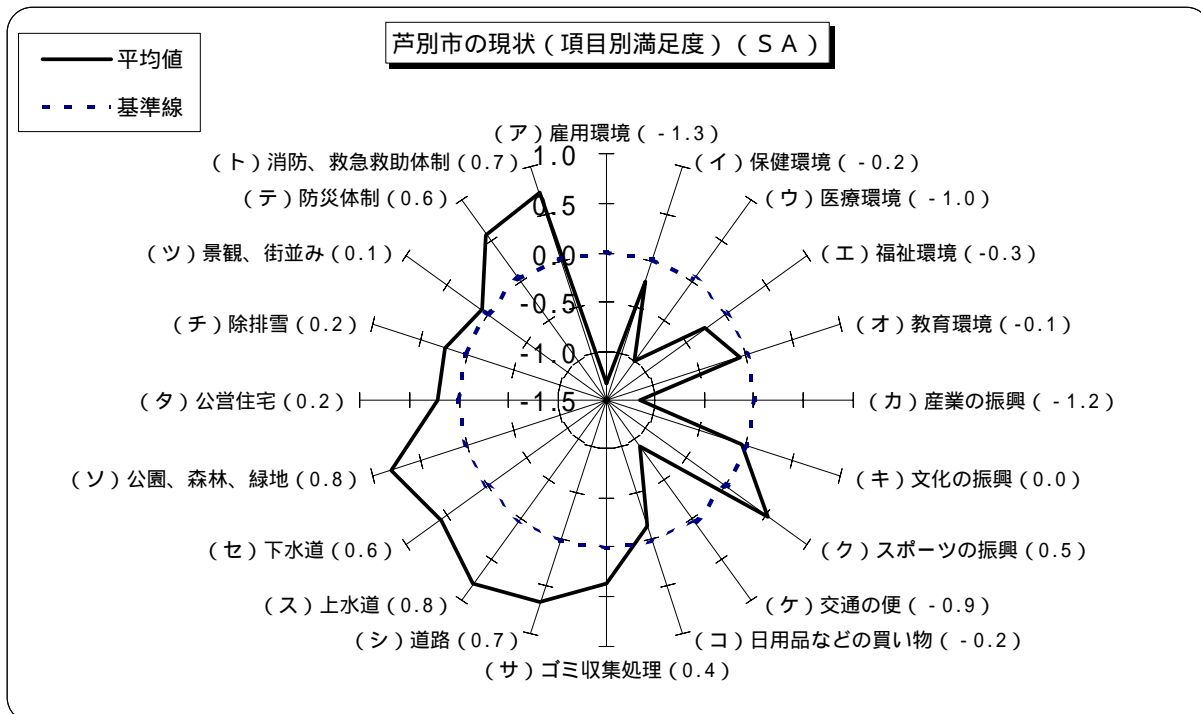 芦別市の現状(項目別満足度)(SA)
平均値
基準線
(ア)雇用環境(-1.3)
(イ)保健環境(-0.2)
(ウ)医療環境(-1.0)
(エ)福祉環境(-0.3)
(オ)教育環境(-0.1)
(カ)産業の振興(-1.2)
(キ)文化の振興(0.0)
(ク)スポーツの振興(0.5)
(ケ)交通の便(-0.9)
(コ)日用品などの買い物(-0.2)
(サ)ゴミ収集処理(0.4)
(シ)道路(0.7)
(ス)上水道(0.8)
(セ)下水道(0.6)
(ソ)公園、森林、緑地(0.8)
(タ)公営住宅(0.2)
(チ)除排雪(0.2)
(ツ)景観、街並み(0.1)
(テ)防災体制(0.6)
(ト)消防、救急救助体制(0.7)
1.0
0.5
0.0
-0.5
-1.0
-1.5